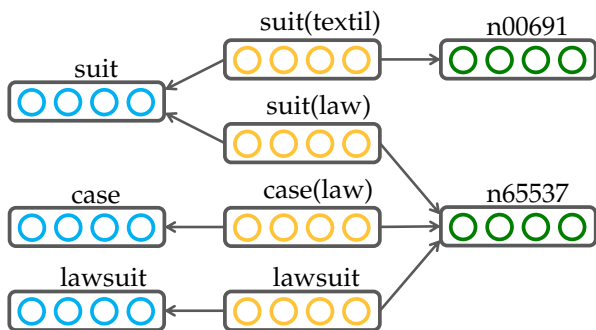 suit(textil)
n00691
suit
suit(law)
case
case(law)
n65537
lawsuit
lawsuit